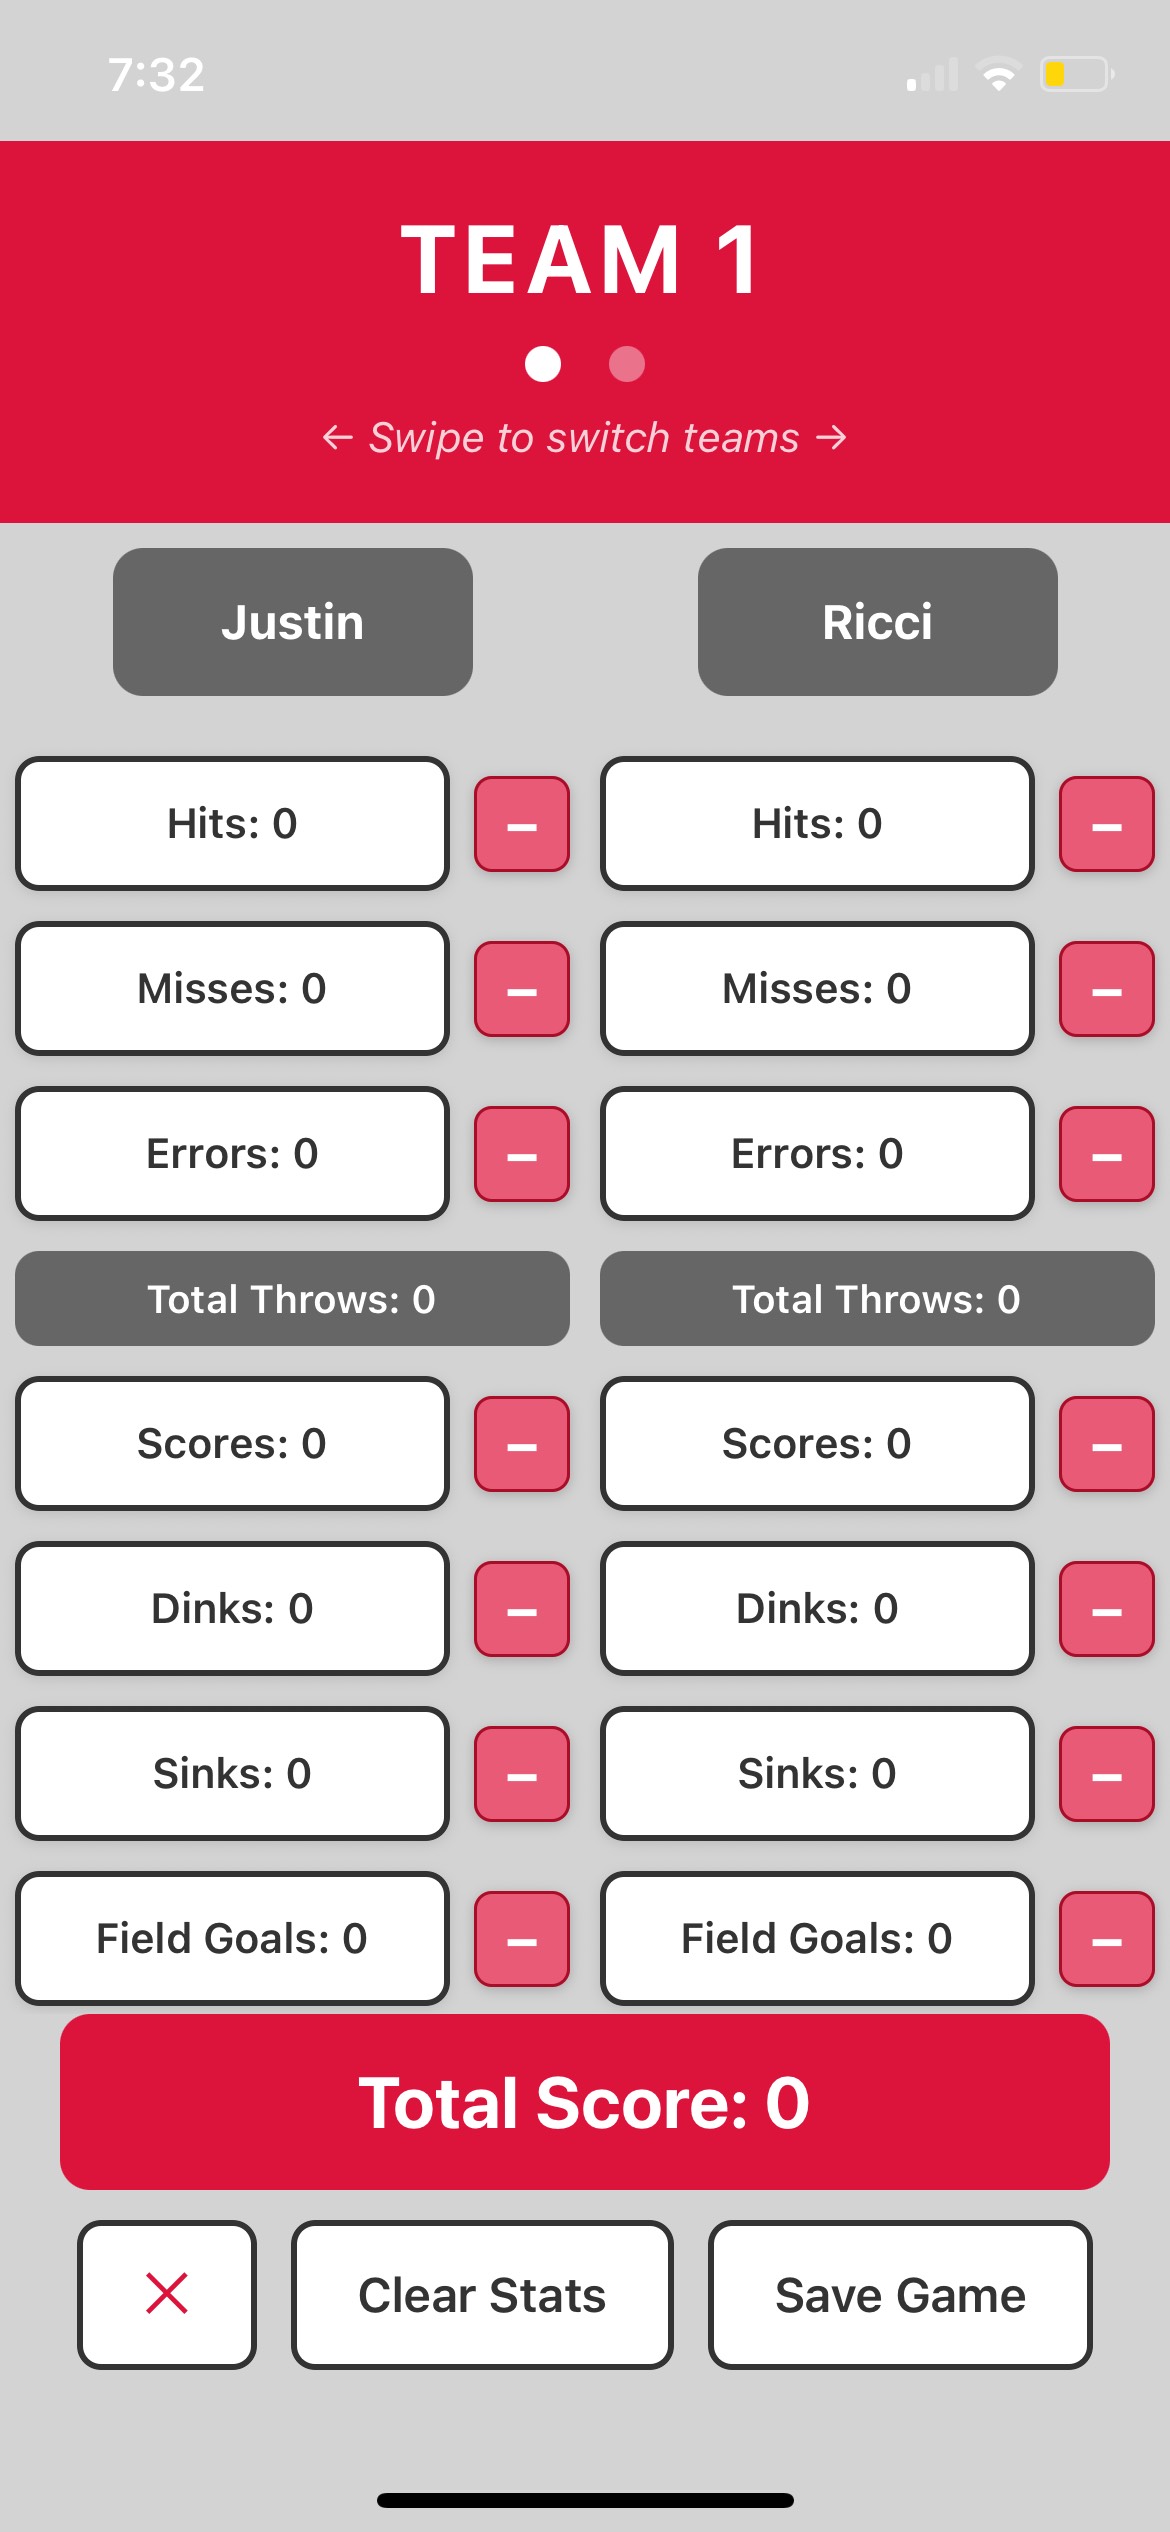 7:32
TEAM 1
← Swipe to switch teams →
Justin Ricci
Hits: 0 – Hits: 0 –
Misses: 0 – Misses: 0 –
Errors: 0 – Errors: 0 –
Total Throws: 0 Total Throws: 0
Scores: 0 – Scores: 0 –
Dinks: 0 – Dinks: 0 –
Sinks: 0 – Sinks: 0 –
Field Goals: 0 – Field Goals: 0 –
Total Score: 0
Clear Stats Save Game